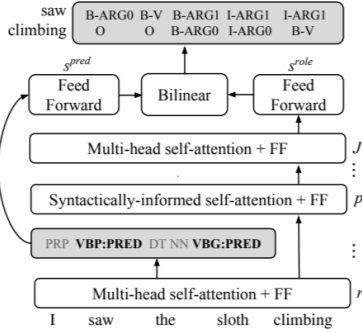 saw B-ARG0 B-V B-ARG1 I-ARG1 I-ARG1
climbing O O B-ARG0 I-ARG0 B-V
s^pred s^role
Feed Forward Bilinear Feed Forward
Multi-head self-attention + FF J
Syntactically-informed self-attention + FF p
PRP VBP:PRED DT NN VBG:PRED
Multi-head self-attention + FF r
I saw the sloth climbing